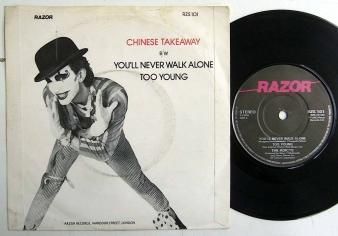 RAZOR
RZS 101
CHINESE TAKEAWAY
B/W
YOU'LL NEVER WALK ALONE
TOO YOUNG
RAZOR RECORDS, HARBOUR STREET, LONDON
RAZOR
STEREO
RZS 101
YOU'LL NEVER WALK ALONE
TOO YOUNG
THE ADICTS